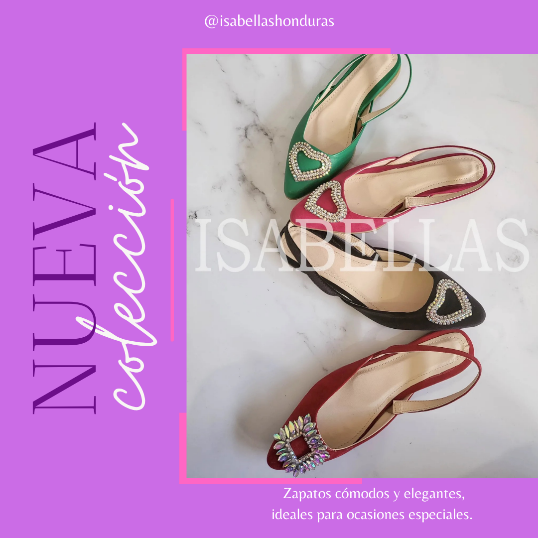 @isabellashonduras
NUEVA
colección
ISABELLAS
Zapatos cómodos y elegantes,
ideales para ocasiones especiales.